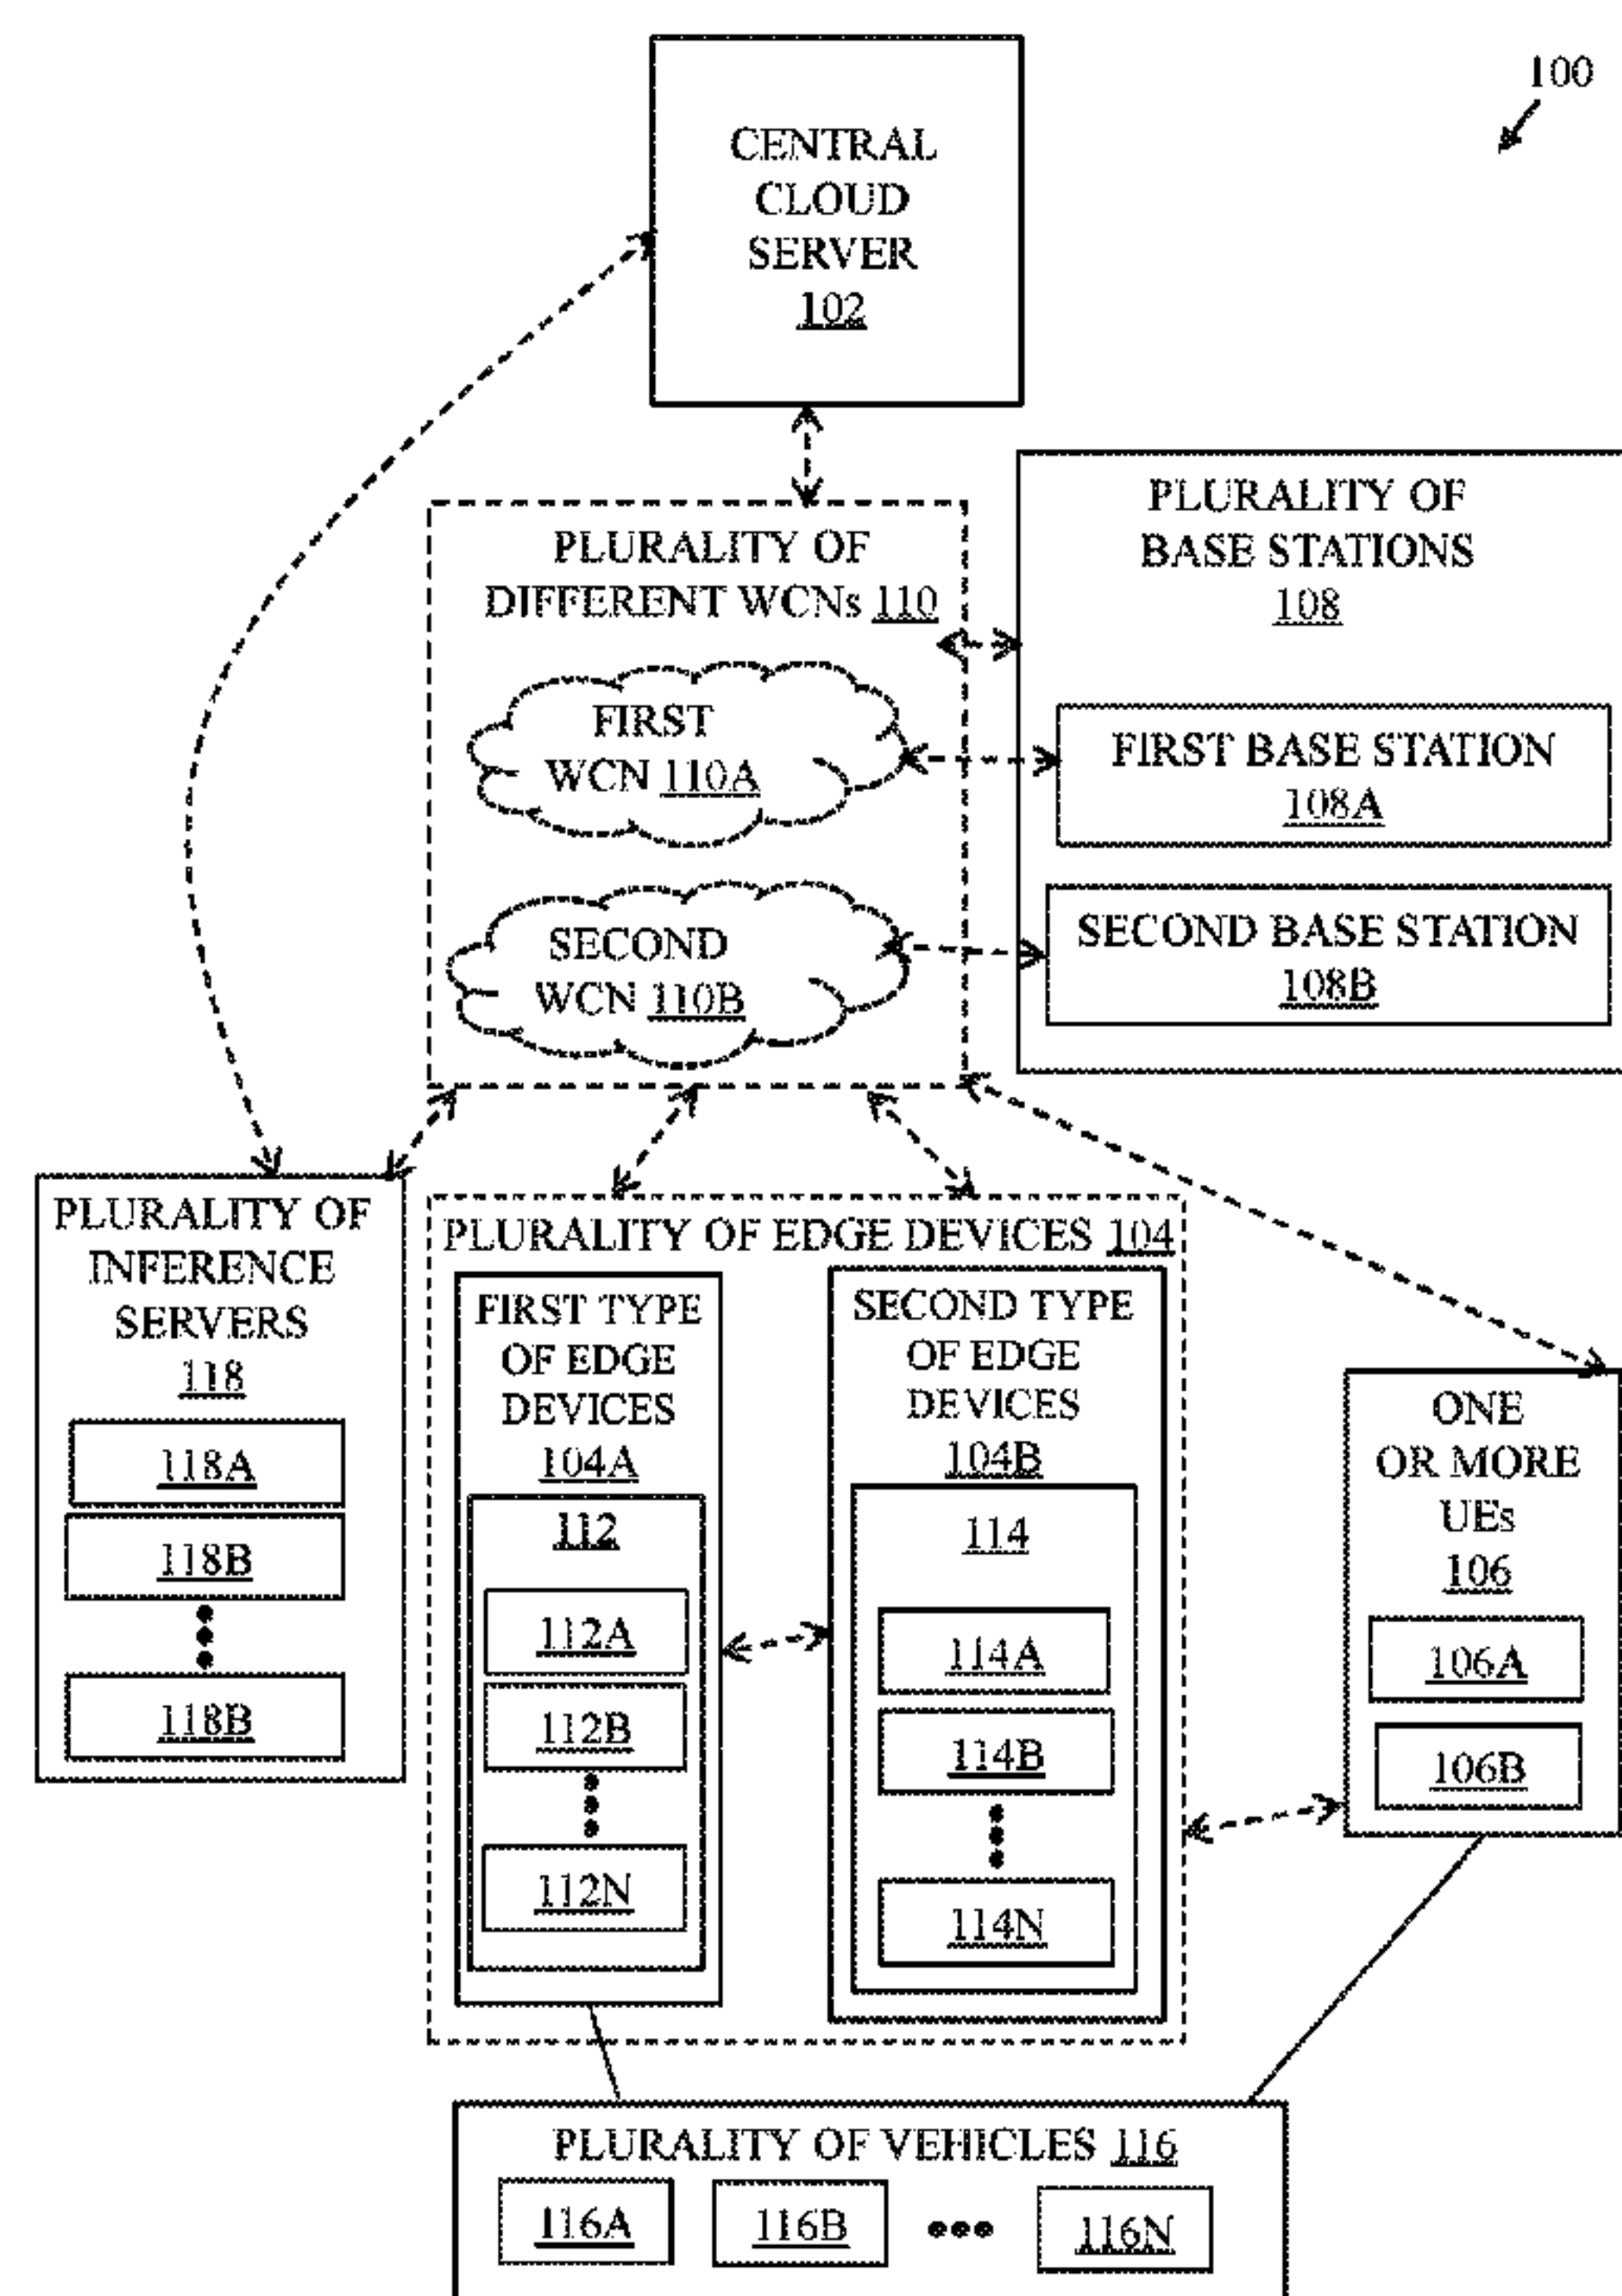 100
CENTRAL
CLOUD
SERVER
102
PLURALITY OF
DIFFERENT WCNs 110
FIRST
WCN 110A
SECOND
WCN 110B
PLURALITY OF
BASE STATIONS
108
FIRST BASE STATION
108A
SECOND BASE STATION
108B
PLURALITY OF
INFERENCE
SERVERS
118
118A
118B
118B
PLURALITY OF EDGE DEVICES 104
FIRST TYPE
OF EDGE
DEVICES
104A
112
112A
112B
112N
SECOND TYPE
OF EDGE
DEVICES
104B
114
114A
114B
114N
ONE
OR MORE
UEs
106
106A
106B
PLURALITY OF VEHICLES 116
116A
116B
116N